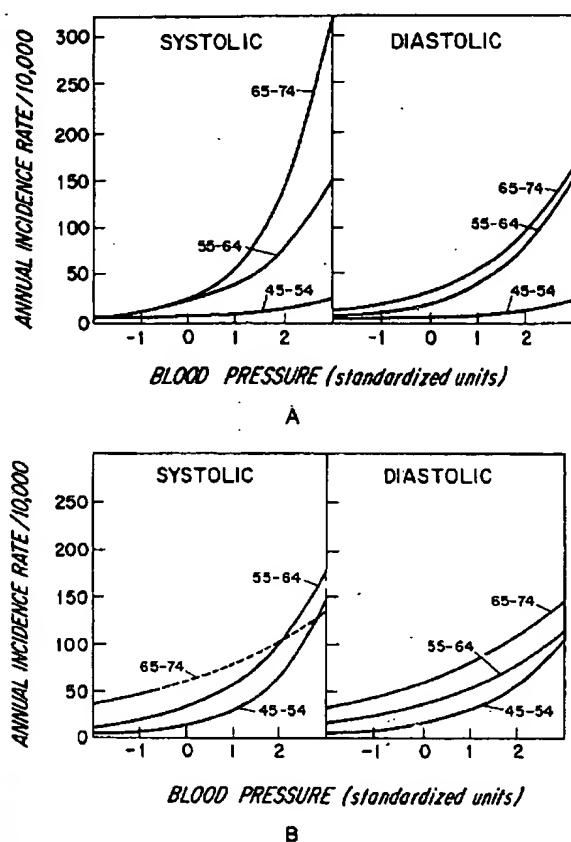 SYSTOLIC
DIASTOLIC
ANNUAL INCIDENCE RATE/10,000
300
250
200
150
100
50
0
65-74
55-64
45-54
65-74
55-64
45-54
-1 0 1 2
-1 0 1 2
BLOOD PRESSURE (standardized units)
A
SYSTOLIC
DIASTOLIC
ANNUAL INCIDENCE RATE/10,000
250
200
150
100
50
0
55-64
65-74
45-54
65-74
55-64
45-54
-1 0 1 2
-1 0 1 2
BLOOD PRESSURE (standardized units)
B